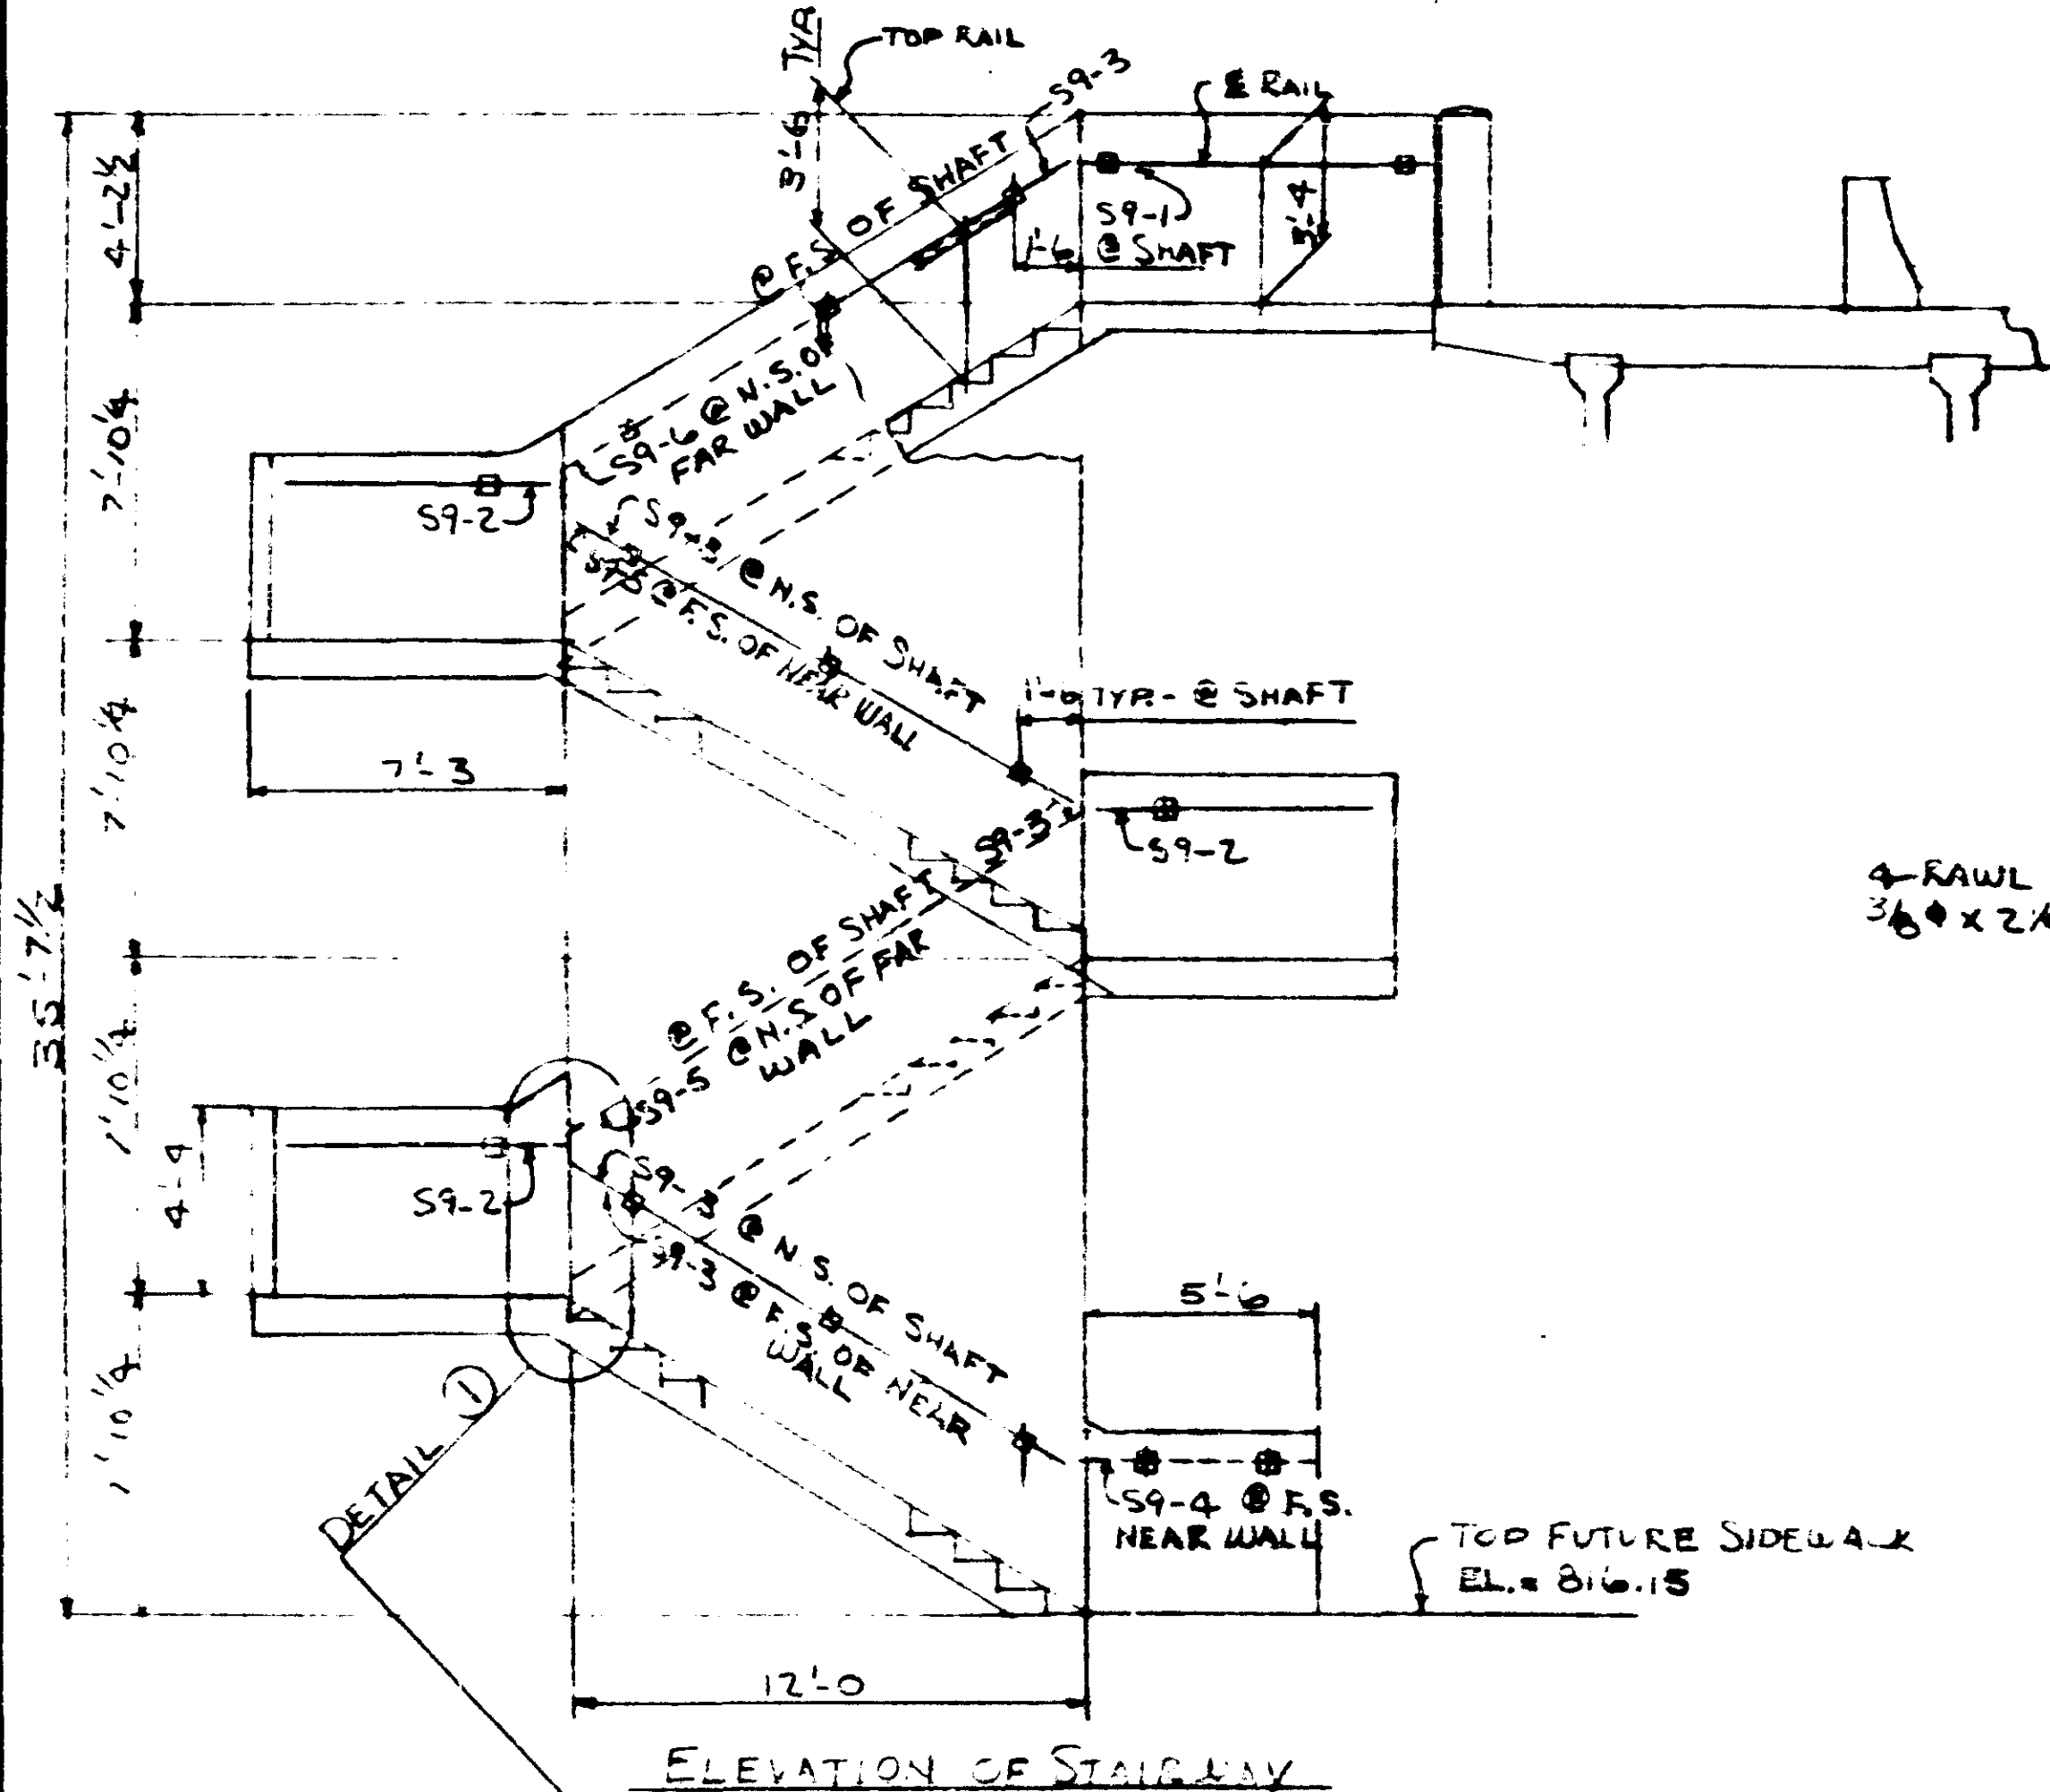 TYP.
TOP RAIL
3'-6
S9-3
℄ RAIL
4'-2½
@ F.S. OF SHAFT
S9-1
1'-6 @ SHAFT
3'-4
7'-10¼
S9-6 @ N.S. OF
FAR WALL
S9-2
S9-3 @ N.S. OF SHAFT
@ F.S. OF NEAR WALL
1'-6 TYP. - @ SHAFT
7'-10¼
7'-3
S9-3
S9-2
4-RAWL
3/8 φ x 2
35'-7½
@ F.S. OF SHAFT
S9-5 @ N.S OF FAR
WALL
7'-10¼
4'-4
S9-2
S9-3 @ N.S. OF SHAFT
S9-3 @ F.S. OF NEAR
WALL
5'-6
7'-10¼
1
DETAIL
S9-4 @ F.S.
NEAR WALL
TOP FUTURE SIDEWALK
EL. = 816.15
12'-0
ELEVATION OF STAIRWAY